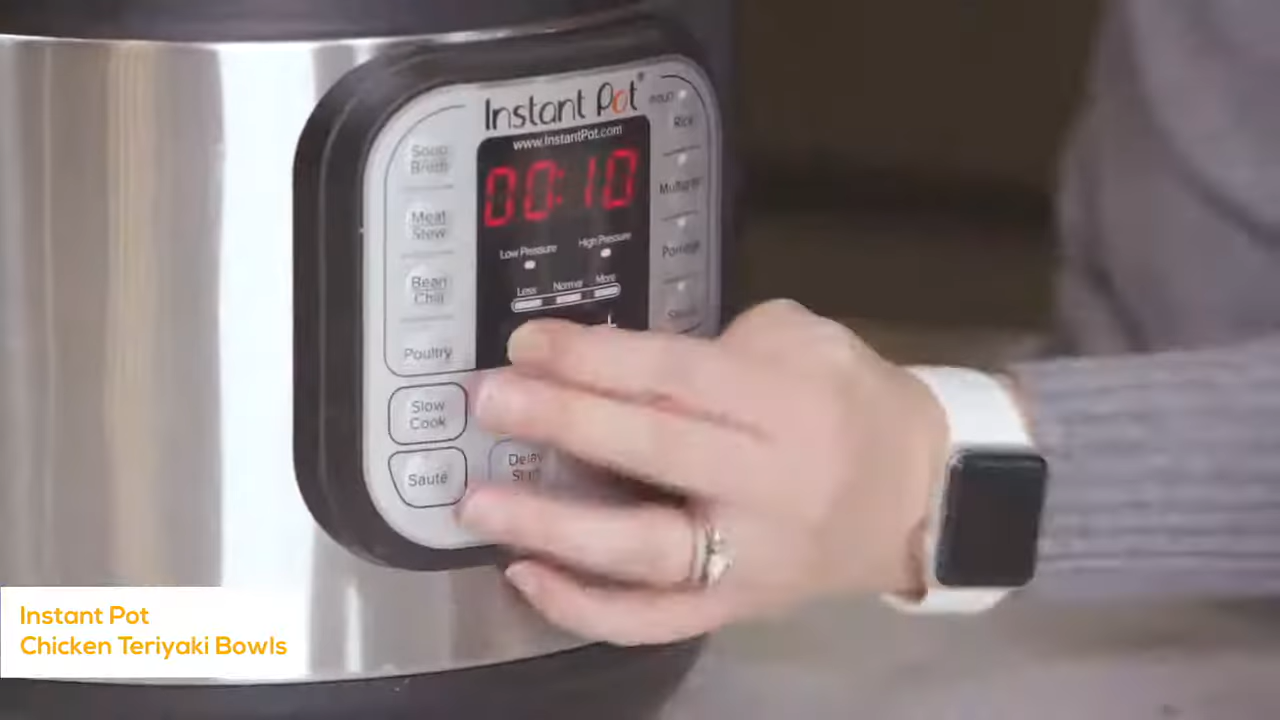 Instant Pot
www.InstantPot.com
00:10
Soup
Broth
Meat
Stew
Bean
Chili
Poultry
Slow
Cook
Sauté
Low Pressure
High Pressure
Less
Normal
More
Delay
Rice
Porridge
Instant Pot
Chicken Teriyaki Bowls